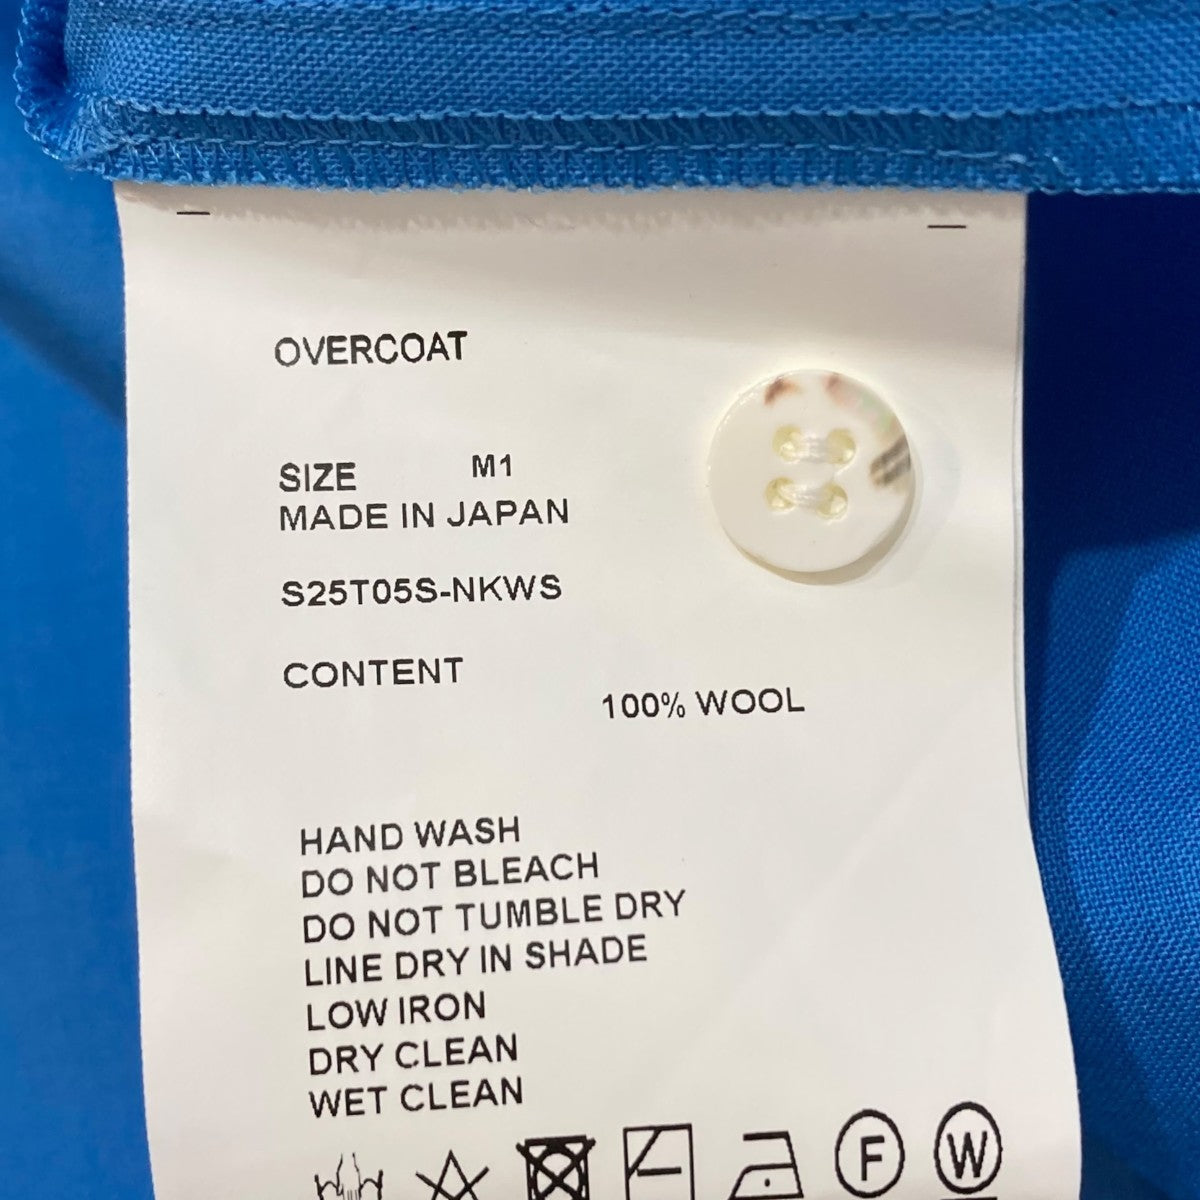 OVERCOAT
SIZE M1
MADE IN JAPAN
S25T05S-NKWS
CONTENT
100% WOOL
HAND WASH
DO NOT BLEACH
DO NOT TUMBLE DRY
LINE DRY IN SHADE
LOW IRON
DRY CLEAN
WET CLEAN
F W